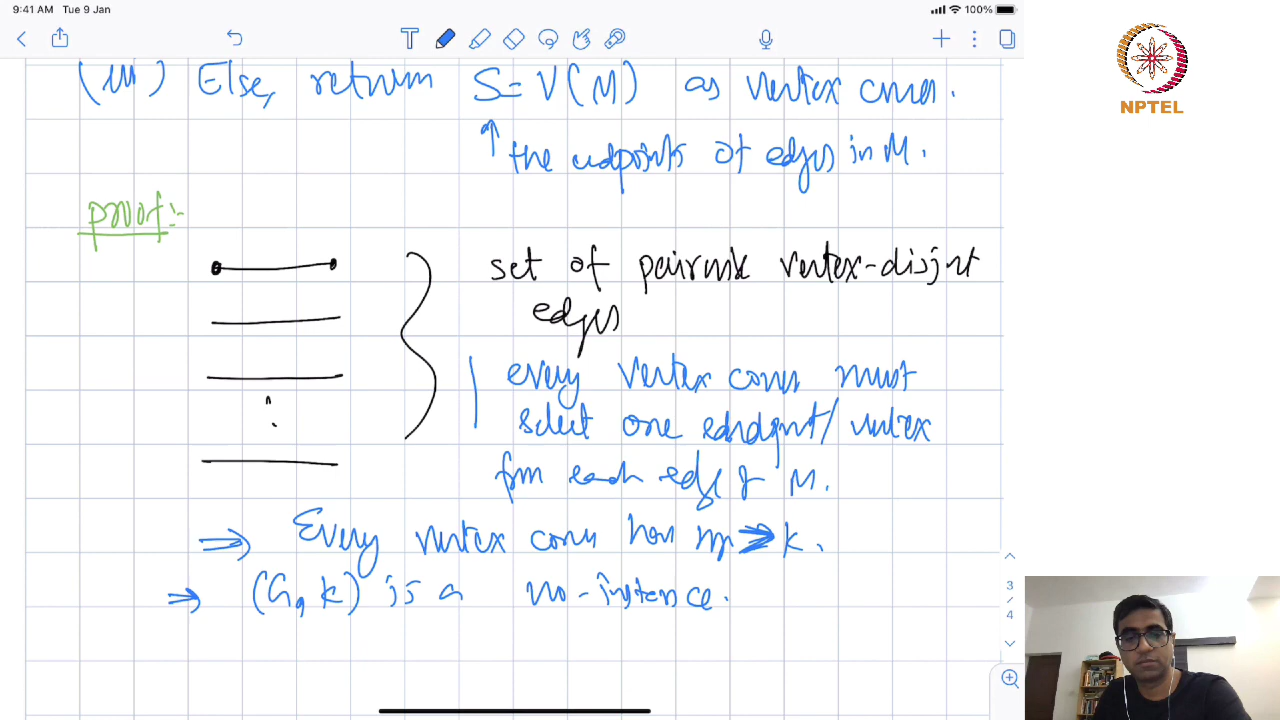 9:41 AM Tue 9 Jan
100%
(iii) Else, return S = V(M) as vertex cover.
↑ the endpoints of edges in M.
NPTEL
proof:-
set of pairwise vertex-disjnt
edges
every vertex cover must
select one endpoint/vertex
from each edge of M.
⇒ Every vertex cover has > k.
⇒ (G, k) is a no-instance.
3
/
4